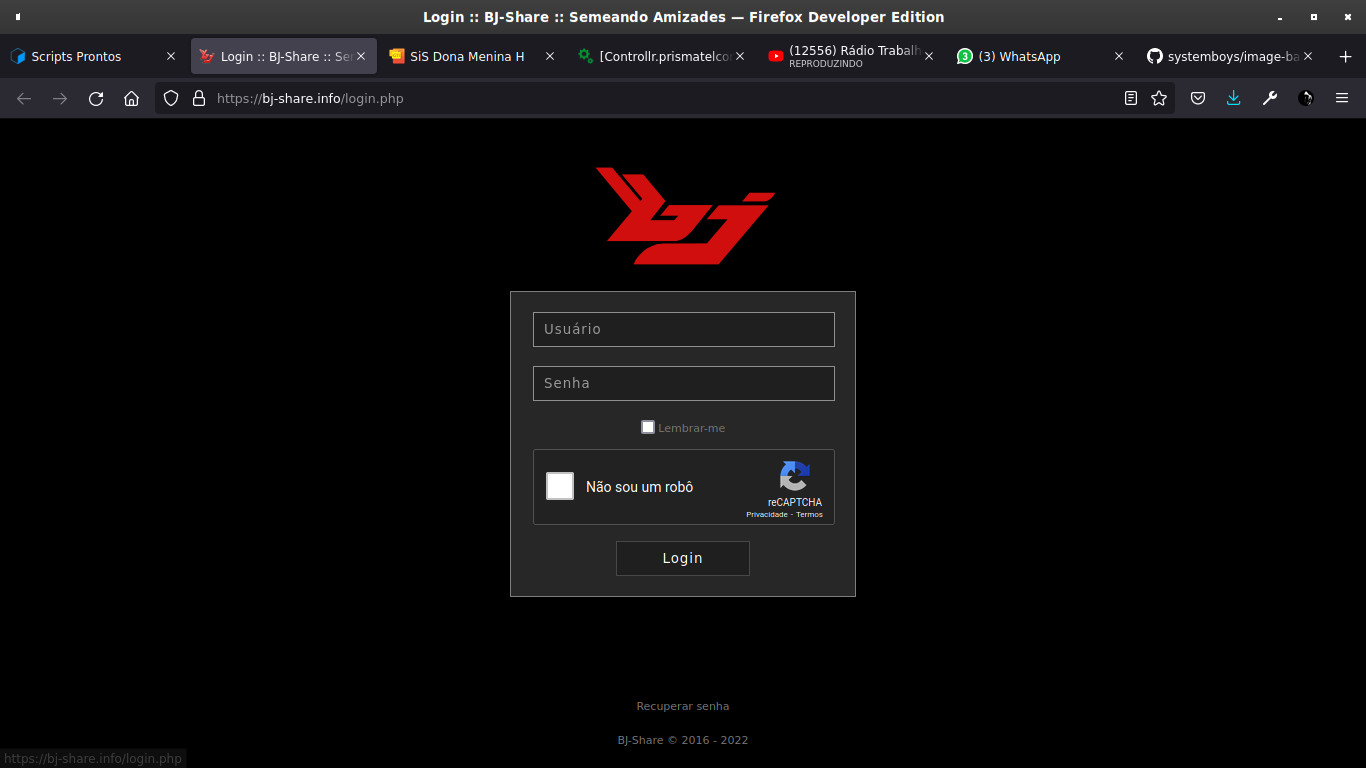 Login :: BJ-Share :: Semeando Amizades — Firefox Developer Edition
Scripts Prontos
Login :: BJ-Share :: Se
SiS Dona Menina H
[Controllr.prismatelco
(12556) Rádio Trabalh
REPRODUZINDO
3
(3) WhatsApp
systemboys/image-ba
https://bj-share.info/login.php
bj
Usuário
Senha
Lembrar-me
Não sou um robô
reCAPTCHA
Privacidade - Termos
Login
Recuperar senha
BJ-Share © 2016 - 2022
https://bj-share.info/login.php